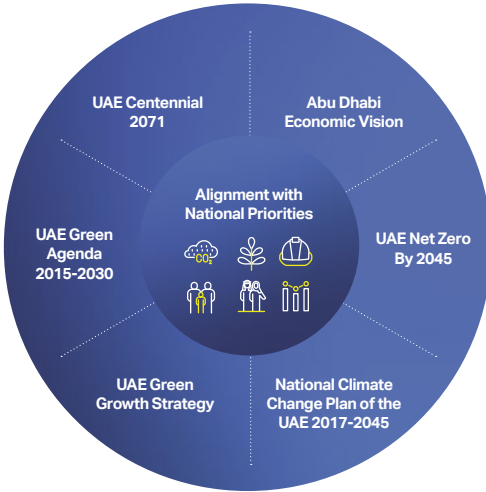 UAE Centennial
2071
Abu Dhabi
Economic Vision
Alignment with
National Priorities
CO₂
UAE Green
Agenda
2015-2030
UAE Net Zero
By 2045
UAE Green
Growth Strategy
National Climate
Change Plan of the
UAE 2017-2045